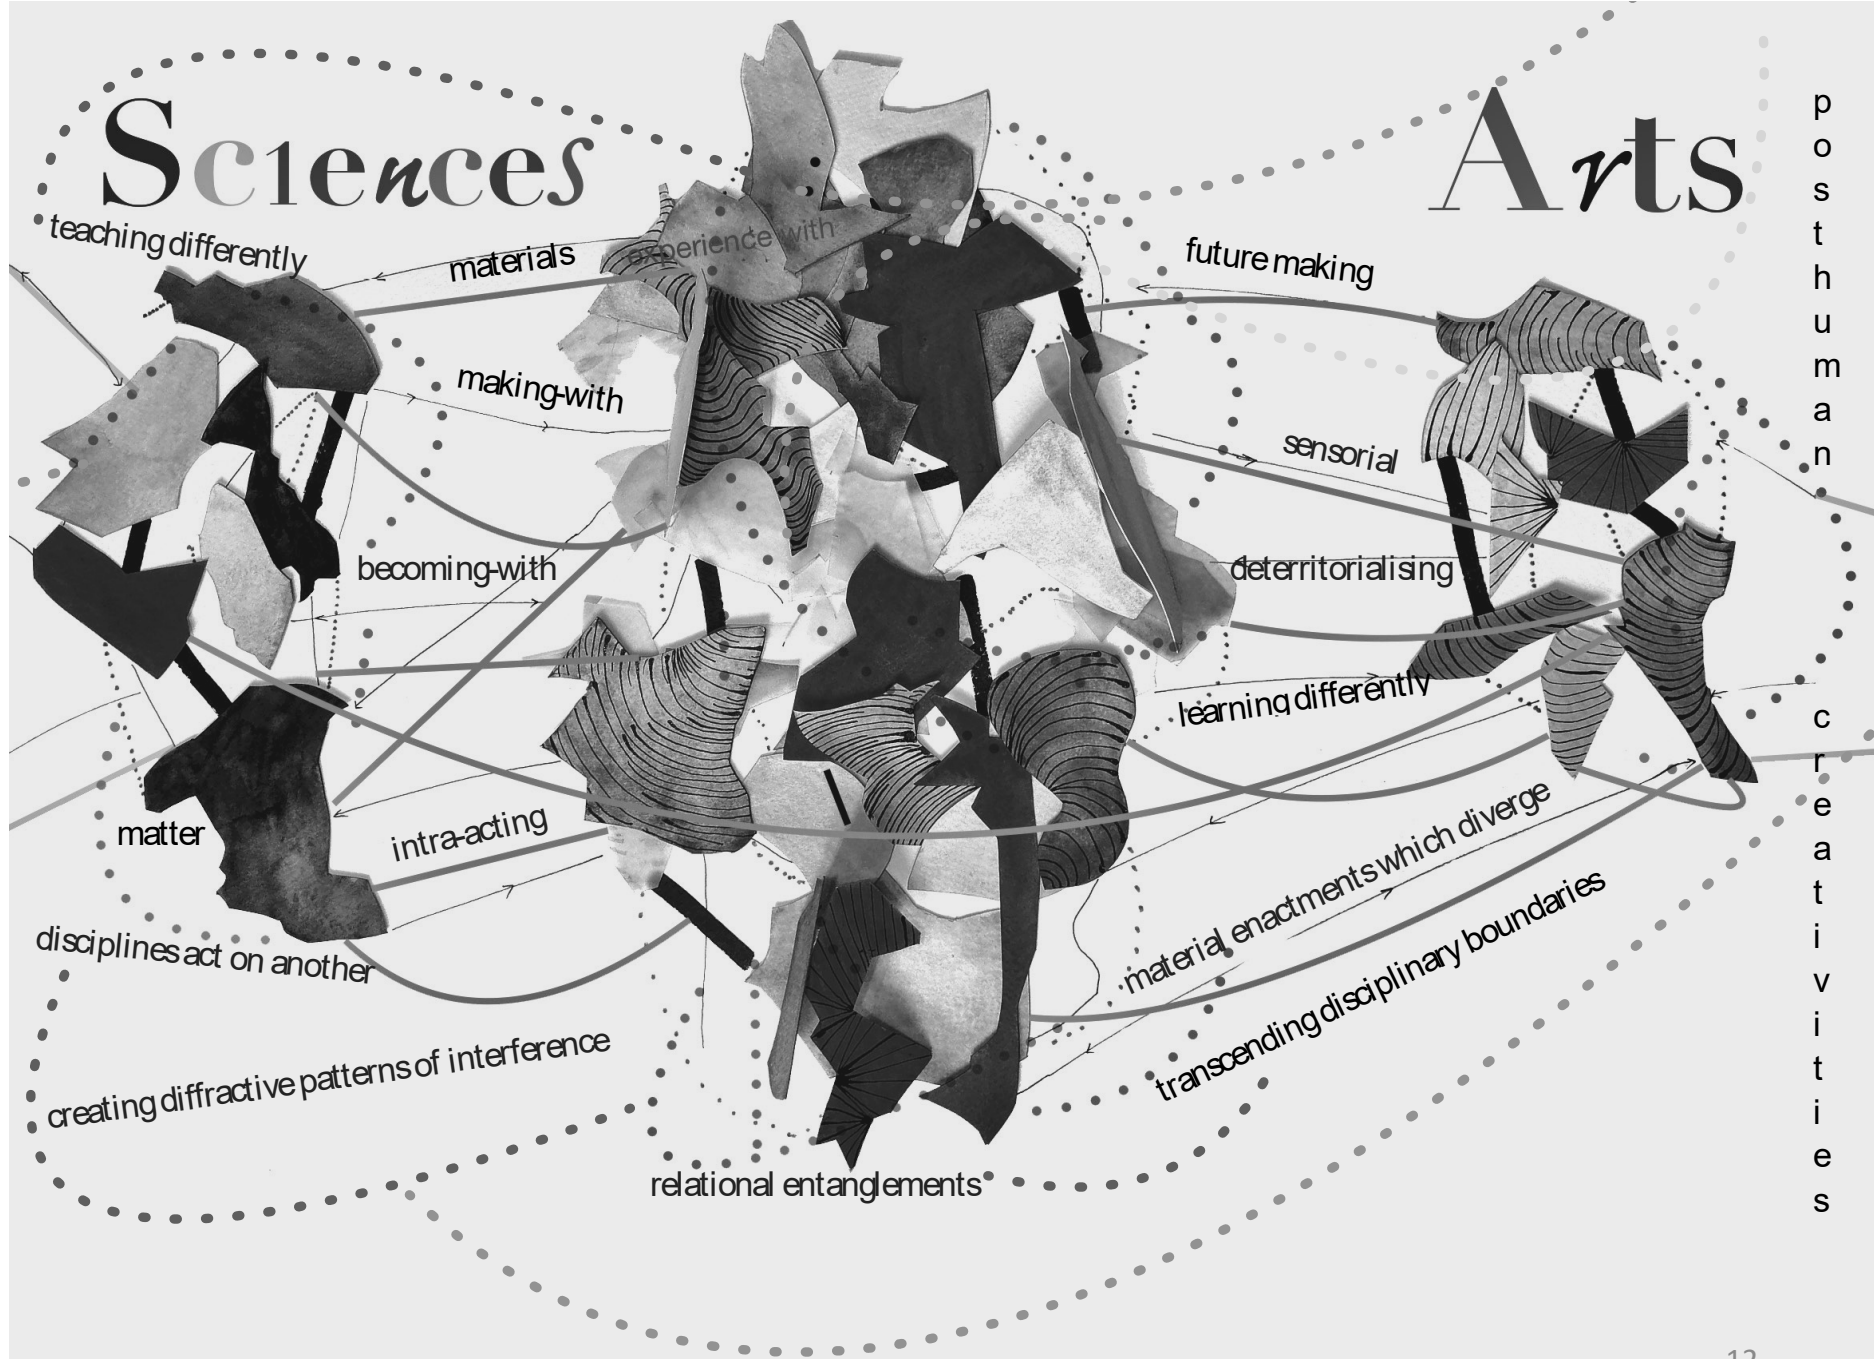 Sc1ences
Arts
teaching differently
materials
experience with
future making
making-with
sensorial
becoming-with
deterritorialising
learning differently
matter
intra-acting
material enactments which diverge
disciplines act on another
transcending disciplinary boundaries
creating diffractive patterns of interference
relational entanglements
posthuman creativities